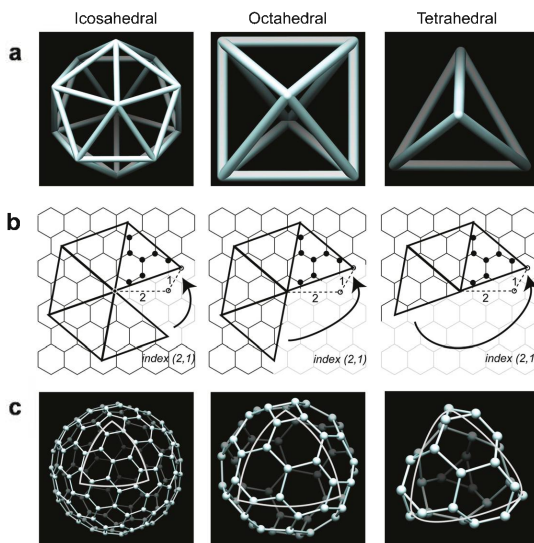 Icosahedral Octahedral Tetrahedral
a
b
1 1 1
2 2 2
index (2,1) index (2,1) index (2,1)
c